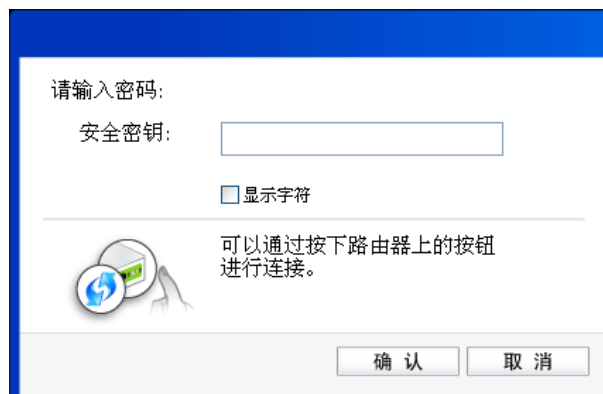 请输入密码:
安全密钥:
显示字符
可以通过按下路由器上的按钮
进行连接。
确 认
取 消